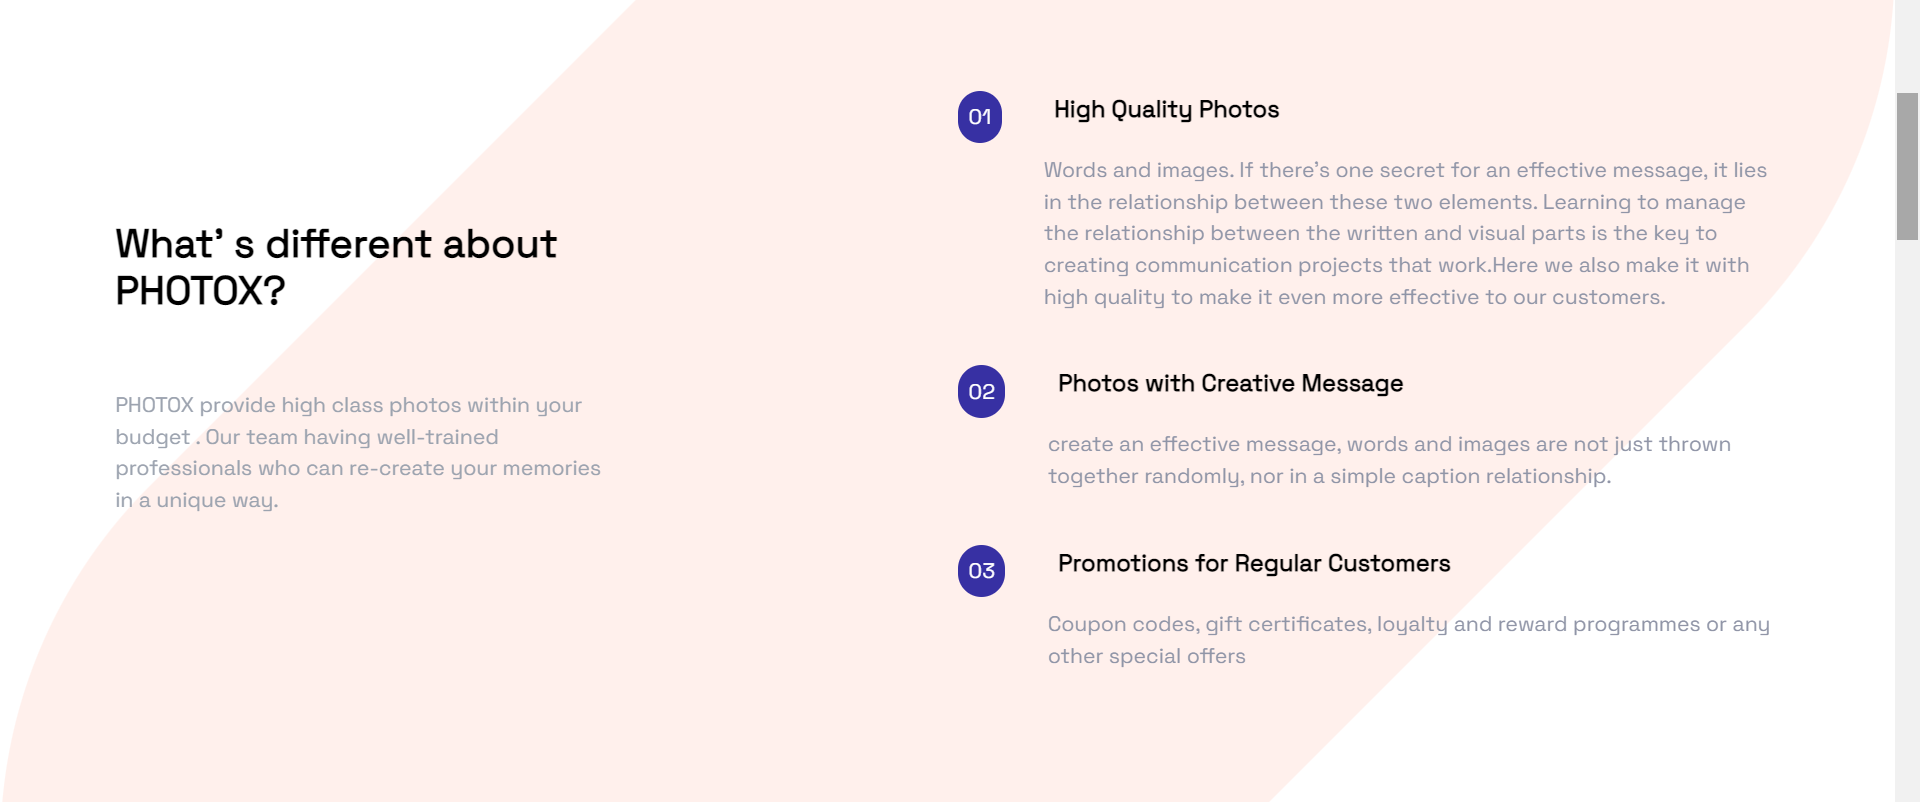 What’ s different about
PHOTOX?
PHOTOX provide high class photos within your
budget . Our team having well-trained
professionals who can re-create your memories
in a unique way.
01
High Quality Photos
Words and images. If there’s one secret for an effective message, it lies
in the relationship between these two elements. Learning to manage
the relationship between the written and visual parts is the key to
creating communication projects that work.Here we also make it with
high quality to make it even more effective to our customers.
02
Photos with Creative Message
create an effective message, words and images are not just thrown
together randomly, nor in a simple caption relationship.
03
Promotions for Regular Customers
Coupon codes, gift certificates, loyalty and reward programmes or any
other special offers